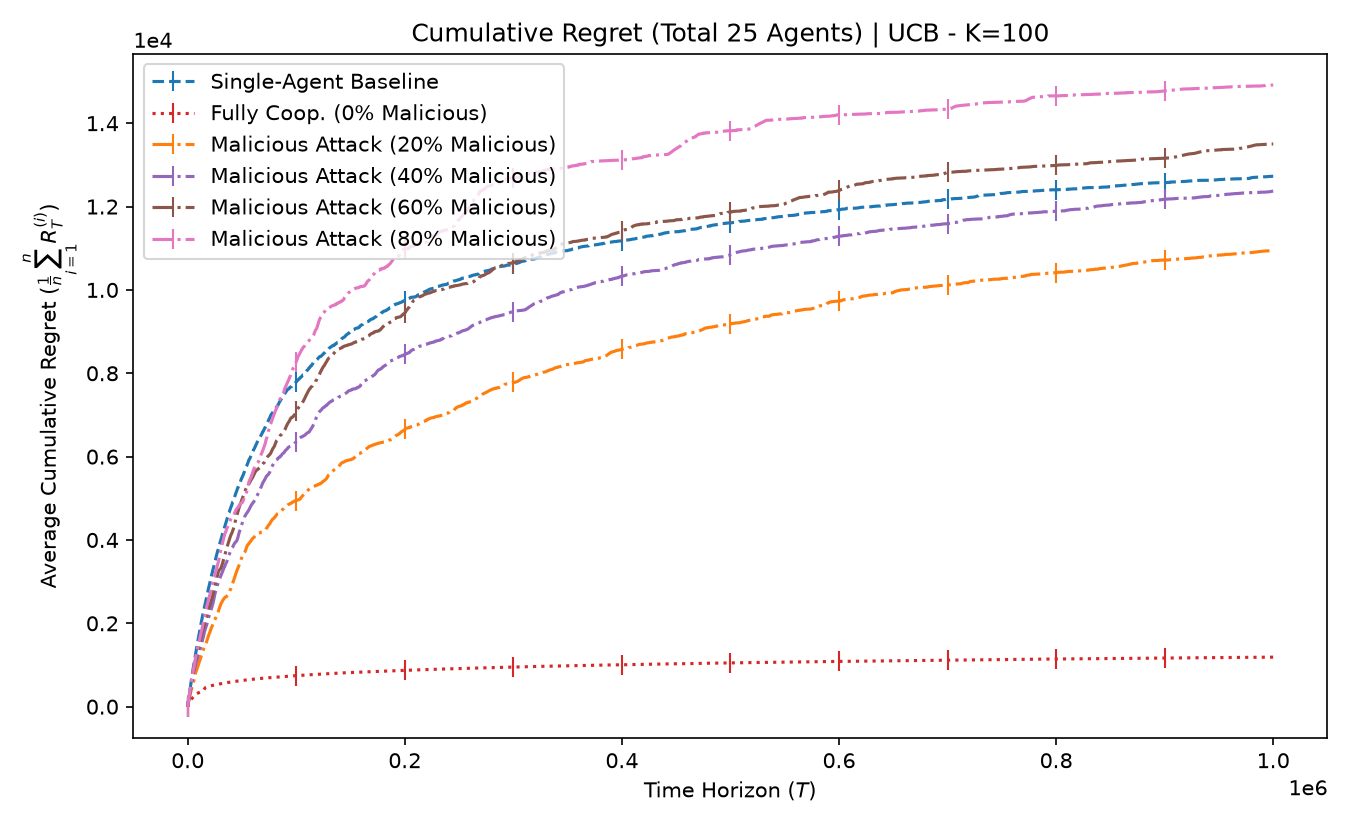 Cumulative Regret (Total 25 Agents) | UCB - K=100
1e4
Single-Agent Baseline
Fully Coop. (0% Malicious)
Malicious Attack (20% Malicious)
Malicious Attack (40% Malicious)
Malicious Attack (60% Malicious)
Malicious Attack (80% Malicious)
1.4
1.2
1.0
0.8
0.6
0.4
0.2
0.0
Average Cumulative Regret ($\frac{1}{n}\sum_{i=1}^{n} R_T^{(i)}$)
0.0 0.2 0.4 0.6 0.8 1.0
1e6
Time Horizon (T)